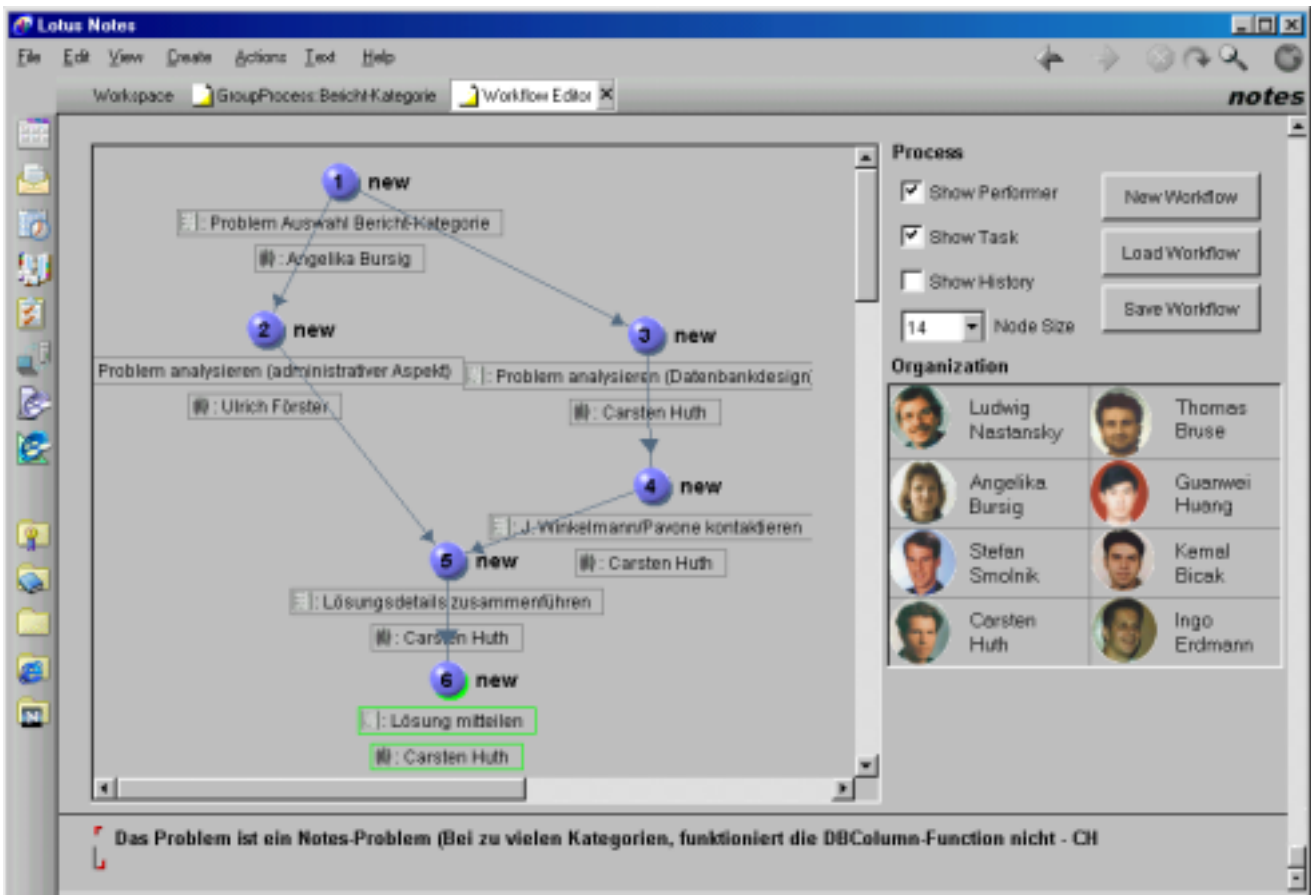 Lotus Notes
File Edit View Create Actions Text Help
Workspace GroupProcess: Bericht-Kategorie Workflow Editor
notes
1 new
: Problem Auswahl Bericht-Kategorie
: Angelika Bursig
2 new
Problem analysieren (administrativer Aspekt)
: Ulrich Förster
3 new
: Problem analysieren (Datenbankdesign)
: Carsten Huth
4 new
: J. Winkelmann/Pavone kontaktieren
: Carsten Huth
5 new
: Lösungsdetails zusammenführen
: Carsten Huth
6 new
: Lösung mitteilen
: Carsten Huth
Process
Show Performer
New Workflow
Show Task
Load Workflow
Show History
Save Workflow
14 Node Size
Organization
Ludwig
Nastansky
Thomas
Bruse
Angelika
Bursig
Guanwei
Huang
Stefan
Smolnik
Kemal
Bicak
Carsten
Huth
Ingo
Erdmann
Das Problem ist ein Notes-Problem (Bei zu vielen Kategorien, funktioniert die DBColumn-Function nicht - CH